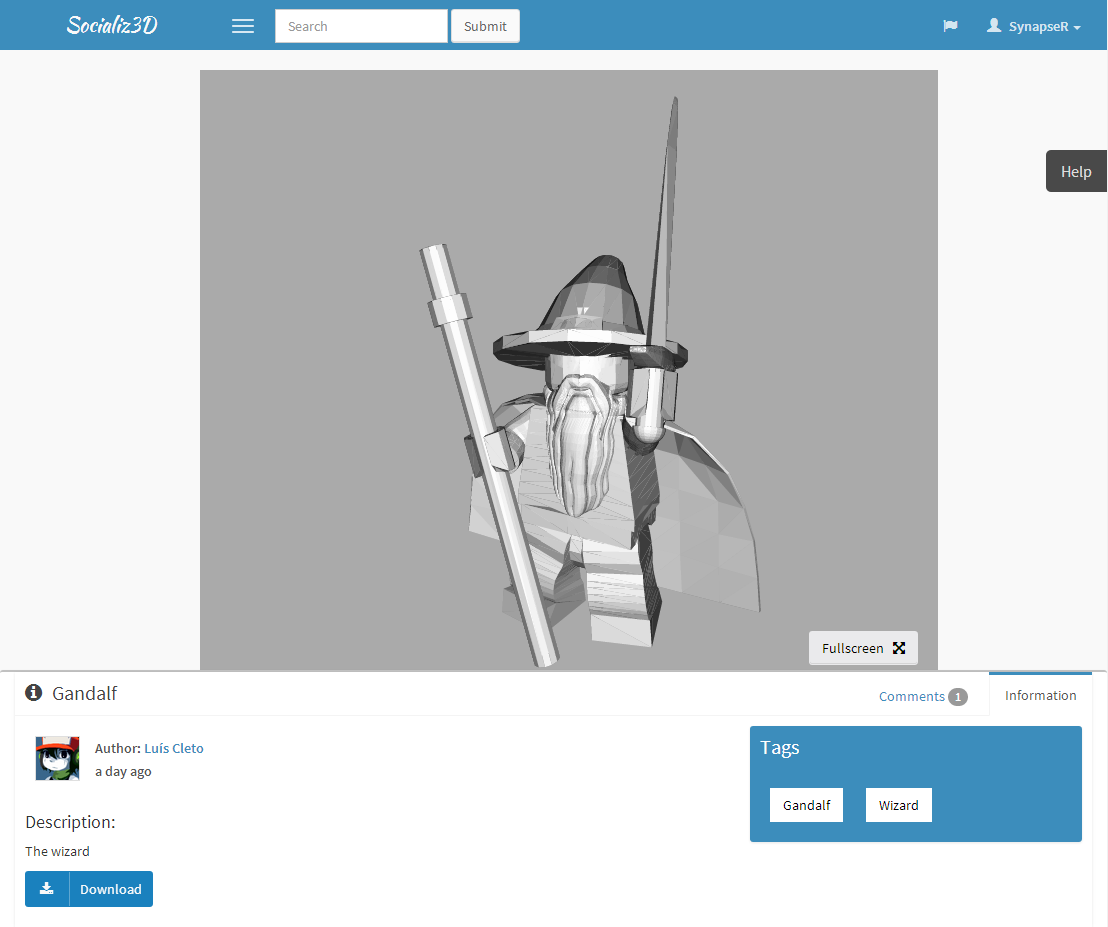 Socializ3D
Search
Submit
SynapseR
Help
Fullscreen
Gandalf
Comments 1
Information
Author: Luís Cleto
a day ago
Tags
Gandalf
Wizard
Description:
The wizard
Download